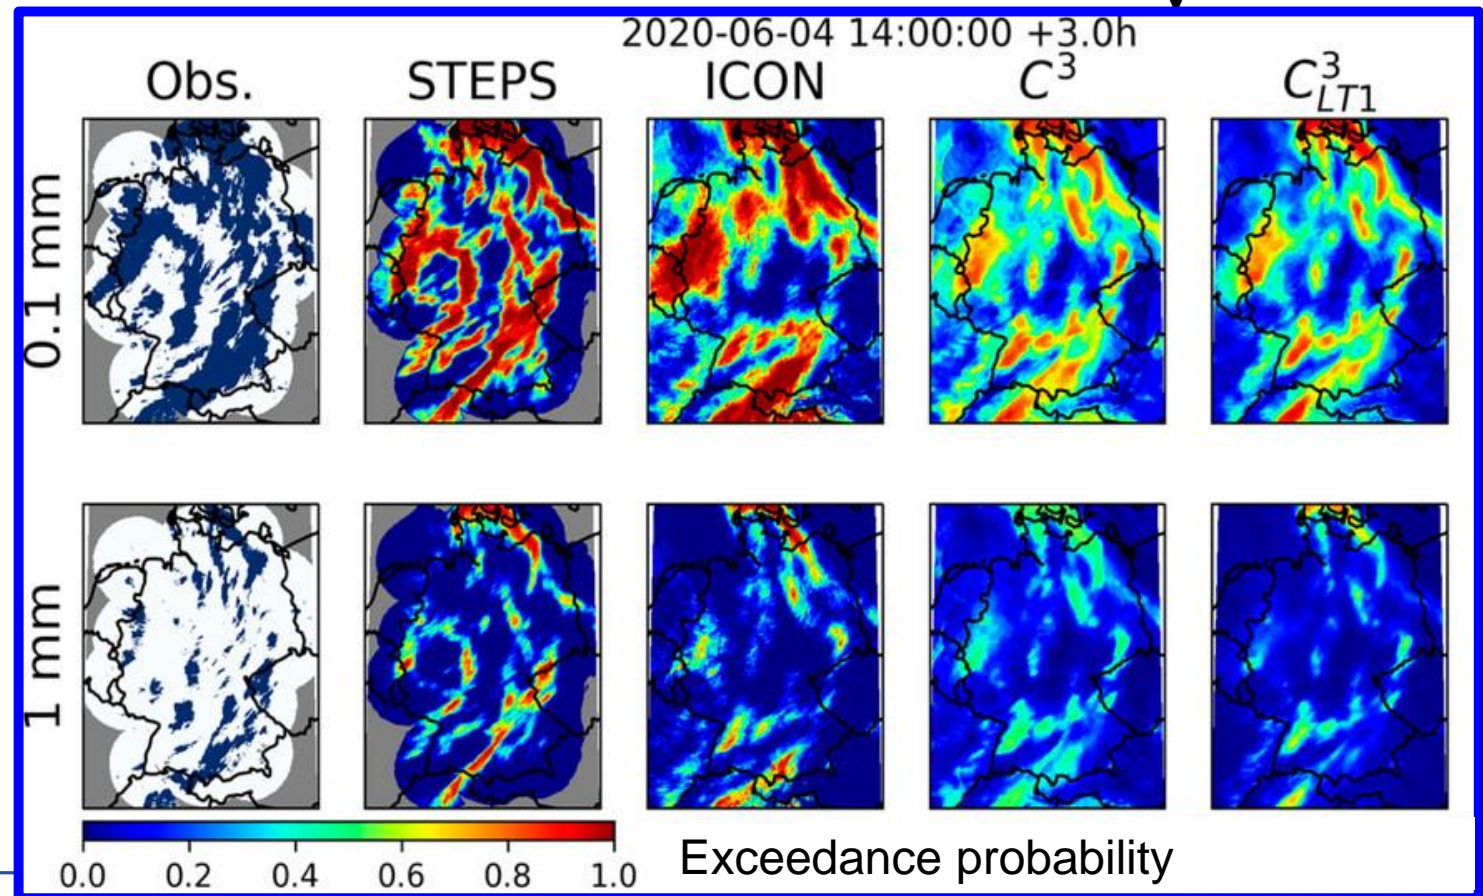 2020-06-04 14:00:00 +3.0h
Obs. STEPS ICON C³ C³_LT1
0.1 mm
1 mm
0.0 0.2 0.4 0.6 0.8 1.0
Exceedance probability